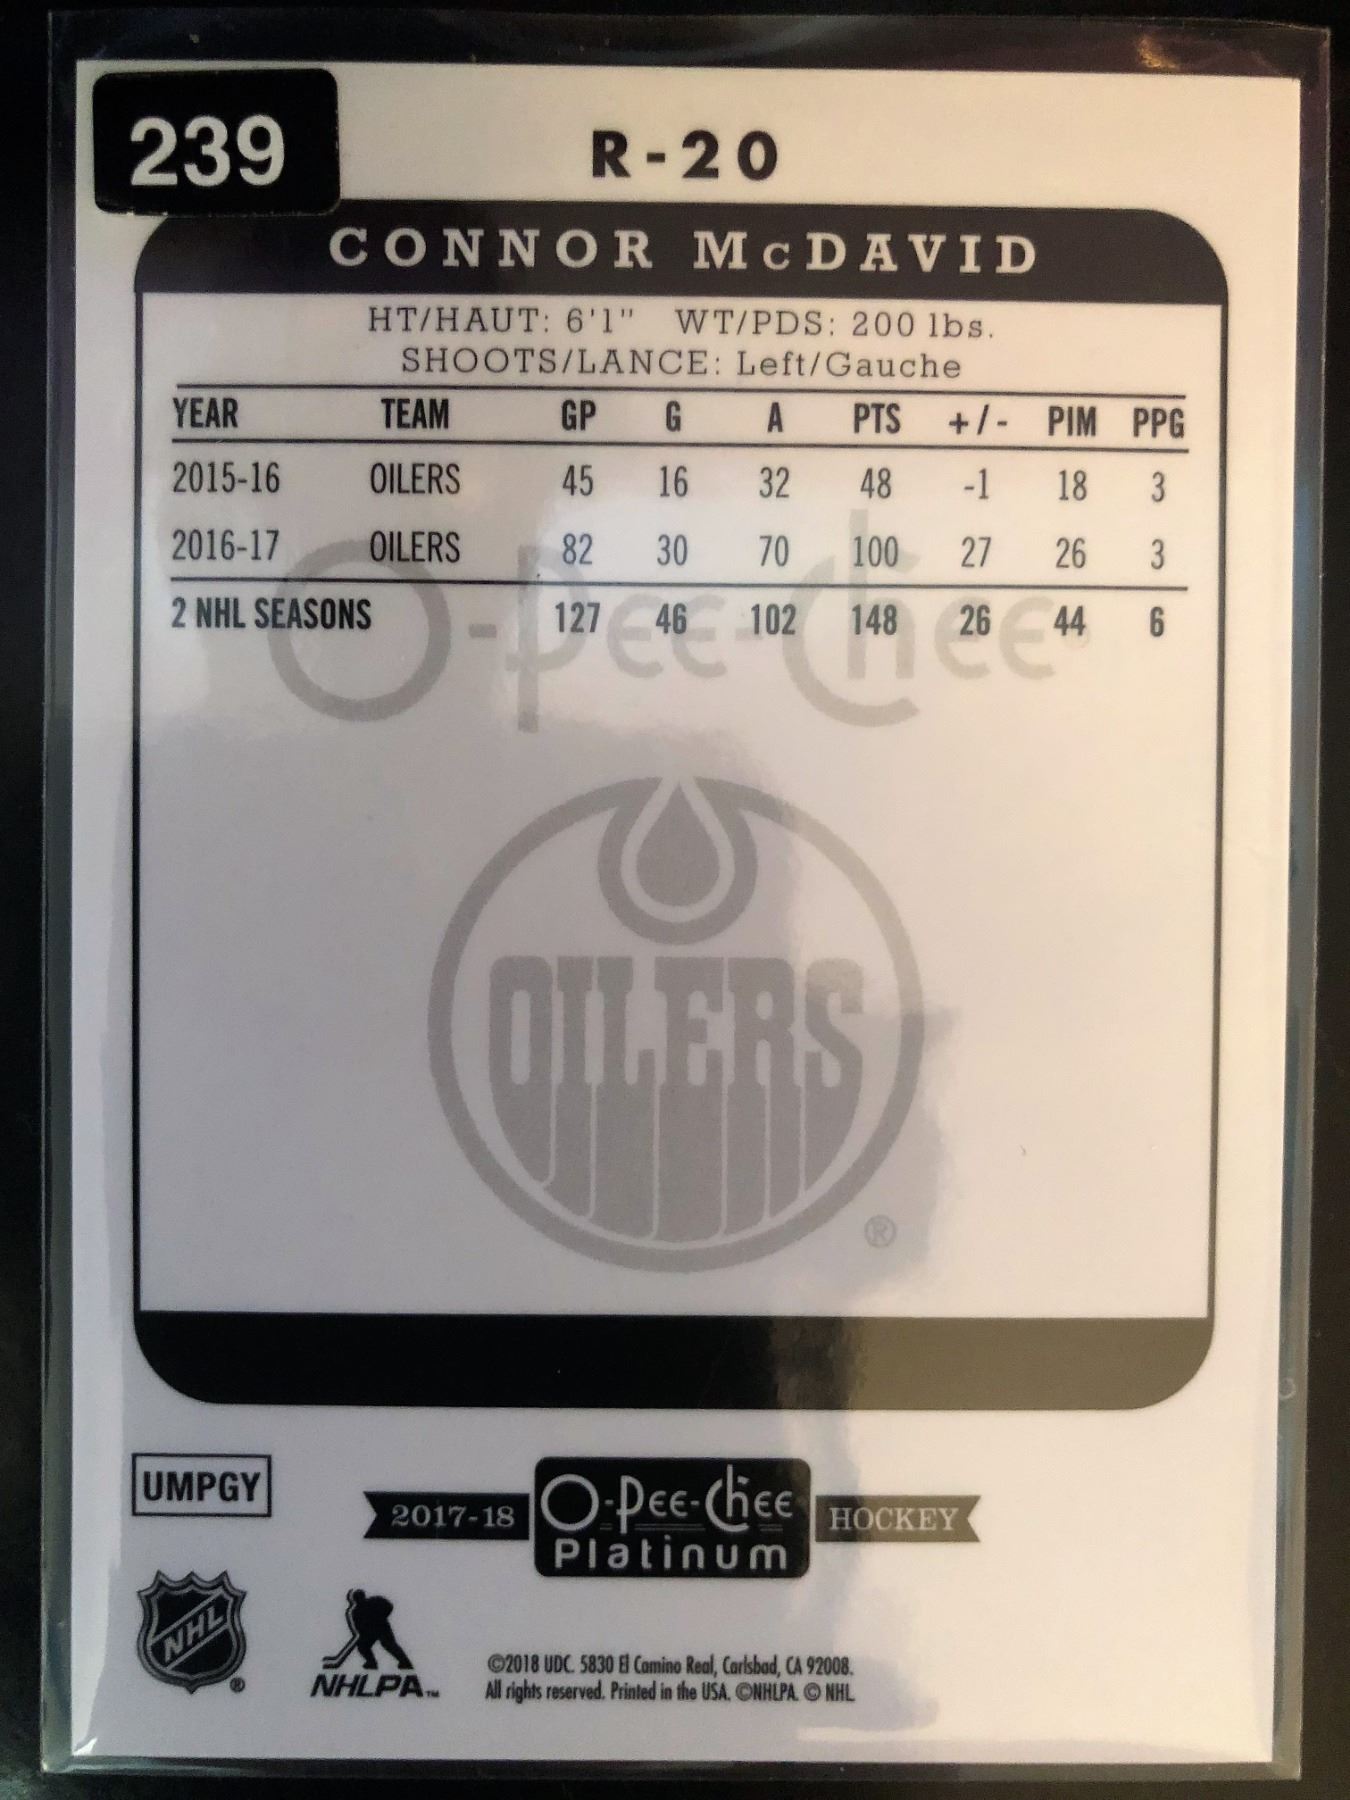 239
R-20
CONNOR McDAVID
HT/HAUT: 6'1" WT/PDS: 200 lbs.
SHOOTS/LANCE: Left/Gauche
YEAR TEAM GP G A PTS +/- PIM PPG
2015-16 OILERS 45 16 32 48 -1 18 3
2016-17 OILERS 82 30 70 100 27 26 3
2 NHL SEASONS 127 46 102 148 26 44 6
O-Pee-Chee
OILERS
®
UMPGY
2017-18 O-Pee-Chee HOCKEY
Platinum
NHL ®
NHLPA™
©2018 UDC. 5830 El Camino Real, Carlsbad, CA 92008.
All rights reserved. Printed in the USA. ©NHLPA. © NHL